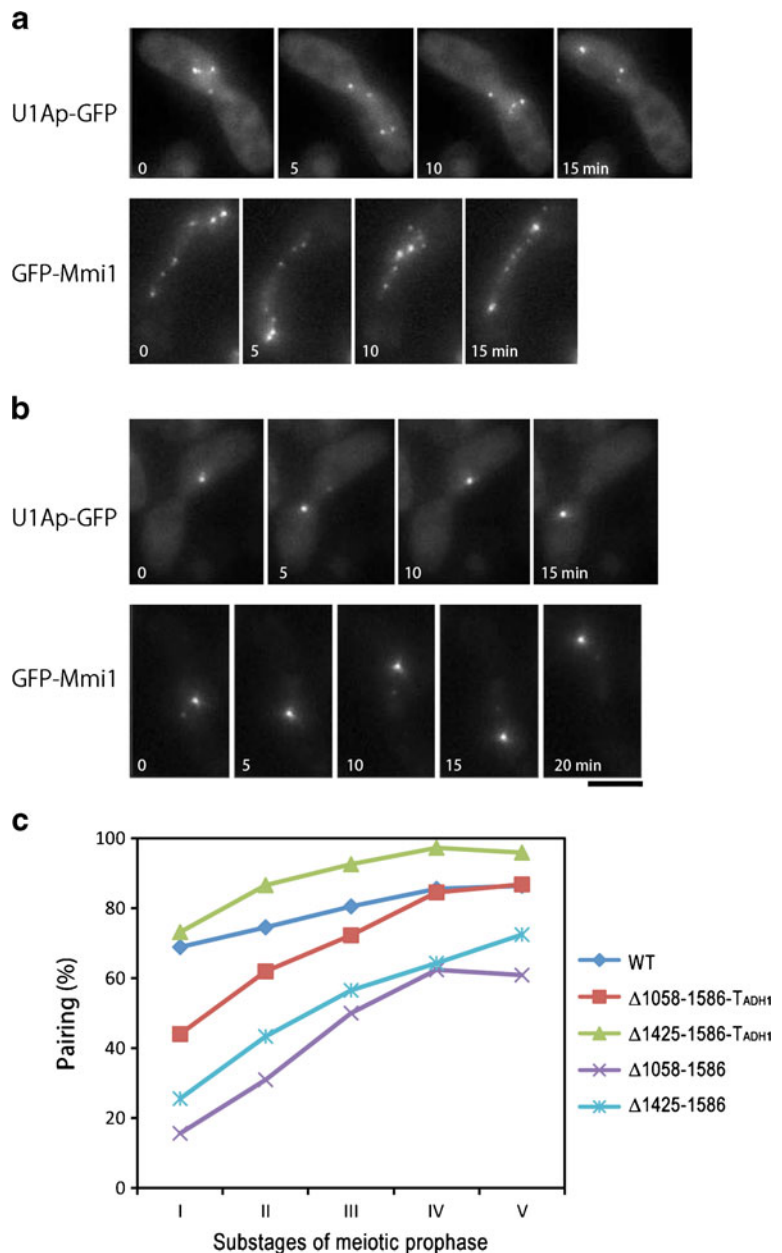 a
U1Ap-GFP
0
5
10
15 min
GFP-Mmi1
0
5
10
15 min
b
U1Ap-GFP
0
5
10
15 min
GFP-Mmi1
0
5
10
15
20 min
c
100
80
60
40
20
0
Pairing (%)
I
II
III
IV
V
Substages of meiotic prophase
WT
Δ1058-1586-TADH1
Δ1425-1586-TADH1
Δ1058-1586
Δ1425-1586